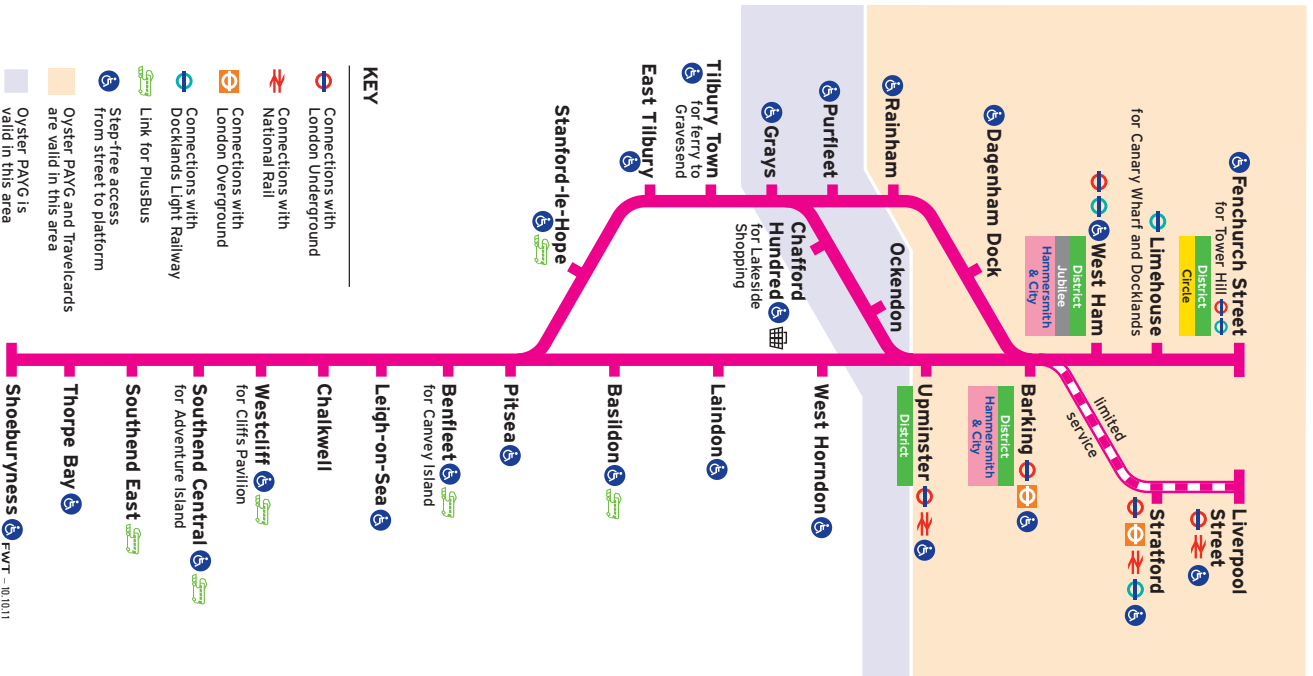 Fenchurch Street
for Tower Hill
District
Circle
Limehouse
for Canary Wharf and Docklands
West Ham
District
Jubilee
Hammersmith
& City
Liverpool
Street
Stratford
limited
service
Barking
District
Hammersmith
& City
Dagenham Dock
Rainham
Purfleet
Grays
Ockendon
Chafford
Hundred
for Lakeside
Shopping
Upminster
District
West Horndon
Laindon
Basildon
Tilbury Town
for ferry to
Gravesend
East Tilbury
Stanford-le-Hope
Pitsea
Benfleet
for Canvey Island
Leigh-on-Sea
Chalkwell
Westcliff
for Cliffs Pavilion
Southend Central
for Adventure Island
Southend East
Thorpe Bay
Shoeburyness
KEY
Connections with
London Underground
Connections with
National Rail
Connections with
London Overground
Connections with
Docklands Light Railway
Link for PlusBus
Step-free access
from street to platform
Oyster PAYG and Travelcards
are valid in this area
Oyster PAYG is
valid in this area
FWT – 10.10.11